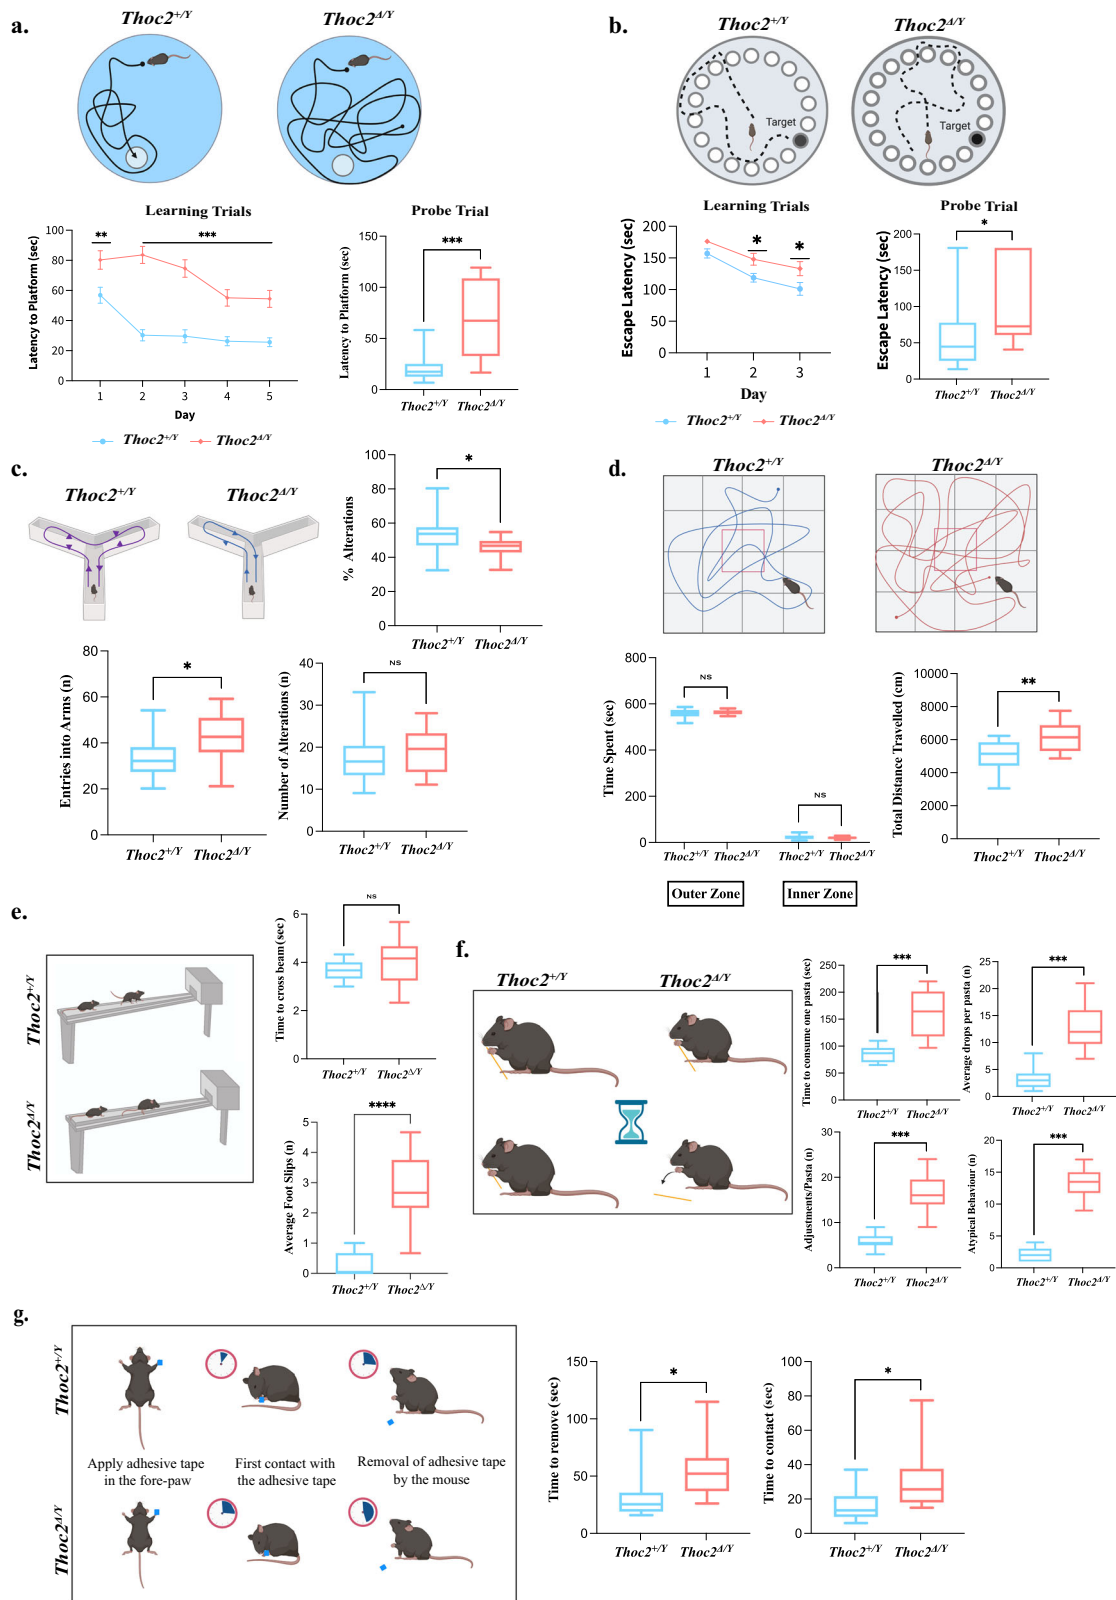 a.
Thoc2+/Y
Thoc2Δ/Y
Learning Trials
Latency to Platform (sec)
100
80
60
40
20
0
**
***
1 2 3 4 5
Day
Thoc2+/Y Thoc2Δ/Y
Probe Trial
Latency to Platform (sec)
150
100
50
0
***
Thoc2+/Y Thoc2Δ/Y
b.
Thoc2+/Y
Thoc2Δ/Y
Target
Target
Learning Trials
Escape Latency (sec)
200
150
100
50
0
*
*
1 2 3
Day
Thoc2+/Y Thoc2Δ/Y
Probe Trial
Escape Latency (sec)
200
150
100
50
0
*
Thoc2+/Y Thoc2Δ/Y
c.
Thoc2+/Y
Thoc2Δ/Y
% Alterations
100
80
60
40
20
0
*
Thoc2+/Y Thoc2Δ/Y
Entries into Arms (n)
80
60
40
20
0
*
Thoc2+/Y Thoc2Δ/Y
Number of Alterations (n)
40
30
20
10
0
NS
Thoc2+/Y Thoc2Δ/Y
d.
Thoc2+/Y
Thoc2Δ/Y
Time Spent (sec)
800
600
400
200
0
NS
NS
Thoc2+/Y Thoc2Δ/Y Thoc2+/Y Thoc2Δ/Y
Outer Zone
Inner Zone
Total Distance Travelled (cm)
10000
8000
6000
4000
2000
0
**
Thoc2+/Y Thoc2Δ/Y
e.
Thoc2+/Y
Thoc2Δ/Y
Time to cross beam(sec)
6
4
2
0
NS
Thoc2+/Y Thoc2Δ/Y
Average Foot Slips (n)
5
4
3
2
1
0
****
Thoc2+/Y Thoc2Δ/Y
f.
Thoc2+/Y
Thoc2Δ/Y
Time to consume one pasta (sec)
250
200
150
100
50
0
***
Thoc2+/Y Thoc2Δ/Y
Average drops per pasta (n)
25
20
15
10
5
0
***
Thoc2+/Y Thoc2Δ/Y
Adjustments/Pasta (n)
30
20
10
0
***
Thoc2+/Y Thoc2Δ/Y
Atypical Behaviour (n)
20
15
10
5
0
***
Thoc2+/Y Thoc2Δ/Y
g.
Thoc2+/Y
Apply adhesive tape
in the fore-paw
First contact with
the adhesive tape
Removal of adhesive tape
by the mouse
Thoc2Δ/Y
Time to remove (sec)
150
100
50
0
*
Thoc2+/Y Thoc2Δ/Y
Time to contact (sec)
100
80
60
40
20
0
*
Thoc2+/Y Thoc2Δ/Y